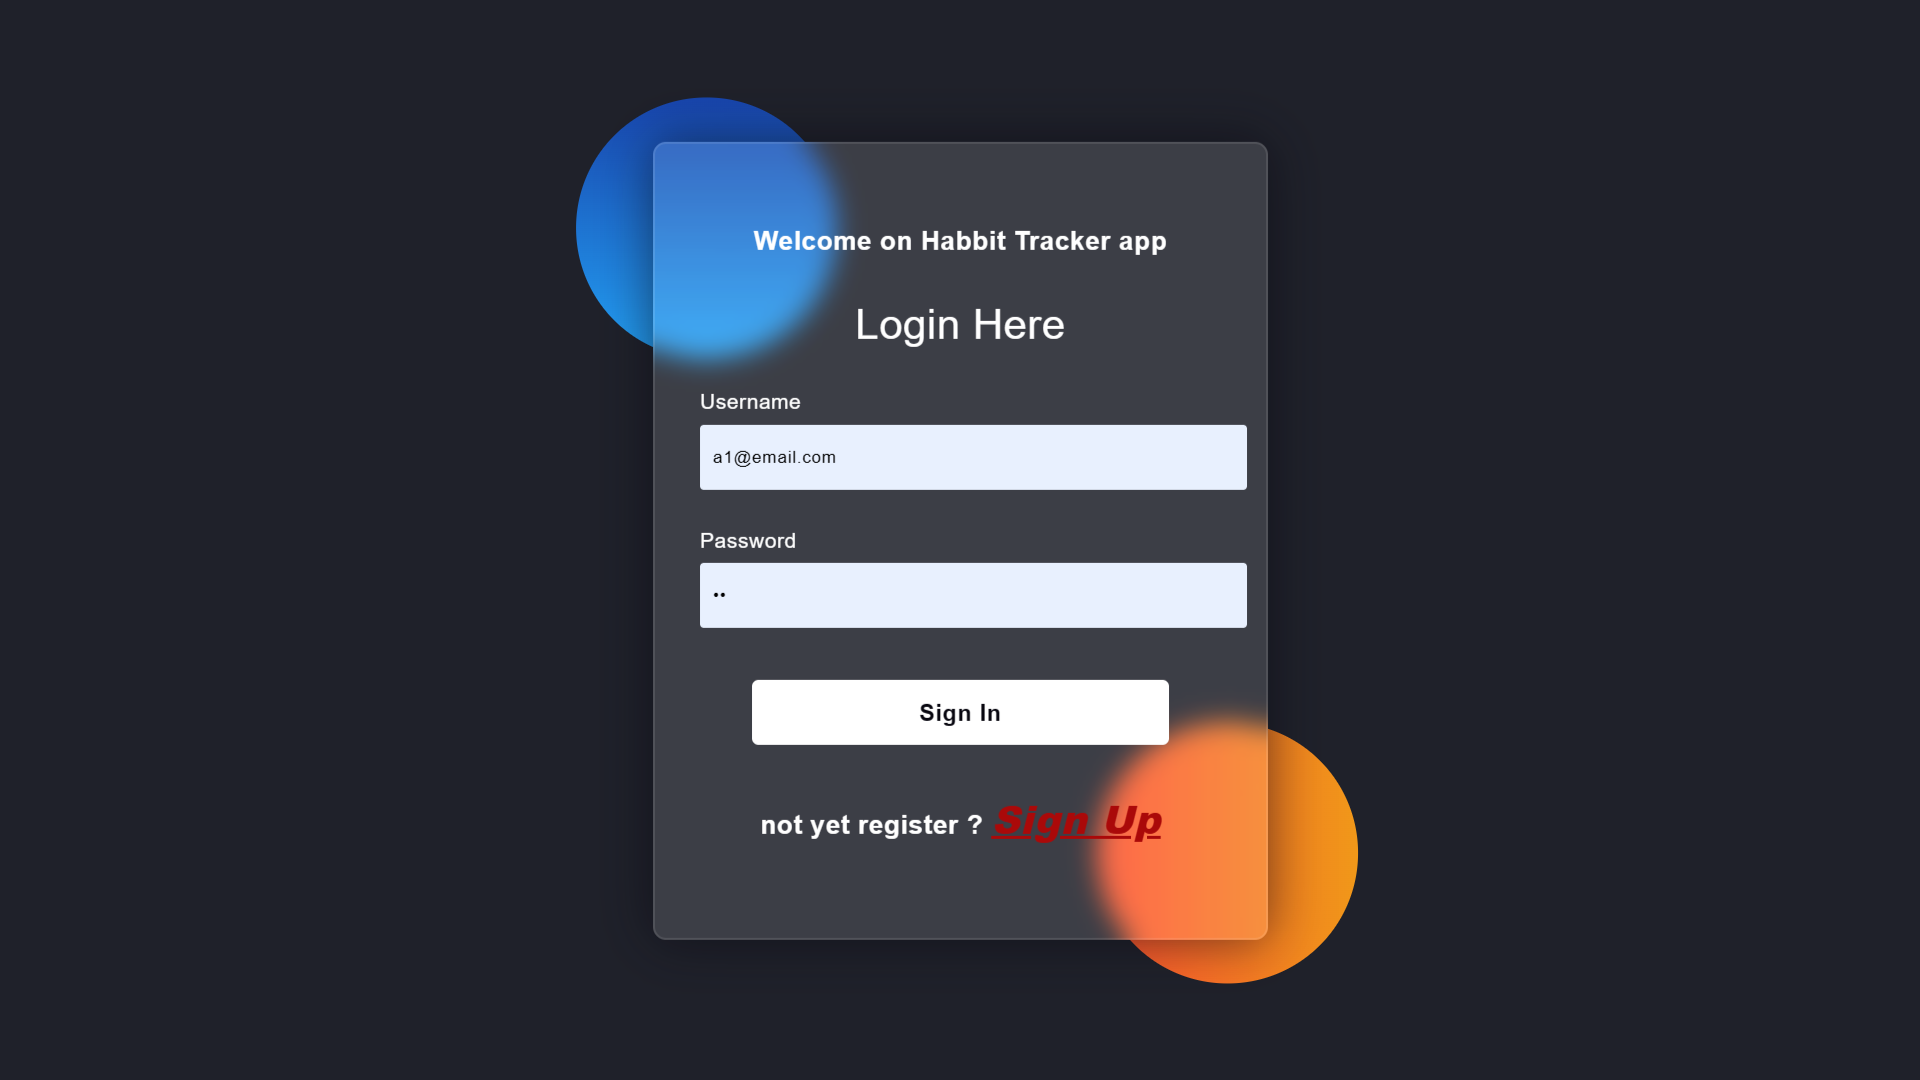 Welcome on Habbit Tracker app
Login Here
Username
a1@email.com
Password
••
Sign In
not yet register ? Sign Up